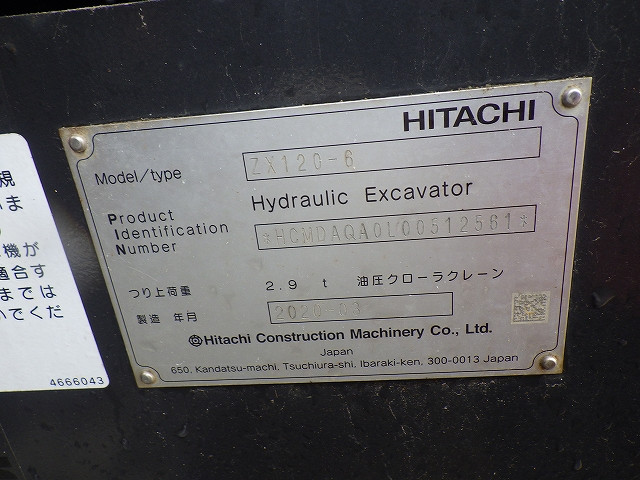 HITACHI
Model/type ZX120-6
Hydraulic Excavator
Product
Identification
Number
*HCMDAQA0L00512561*
つり上荷重 2.9 t 油圧クローラクレーン
製造 年月 2020-03
Hitachi Construction Machinery Co., Ltd.
Japan
650, Kandatsu-machi, Tsuchiura-shi, Ibaraki-ken, 300-0013 Japan
規
いま
機が
適合す
までは
いでくだ
4666043